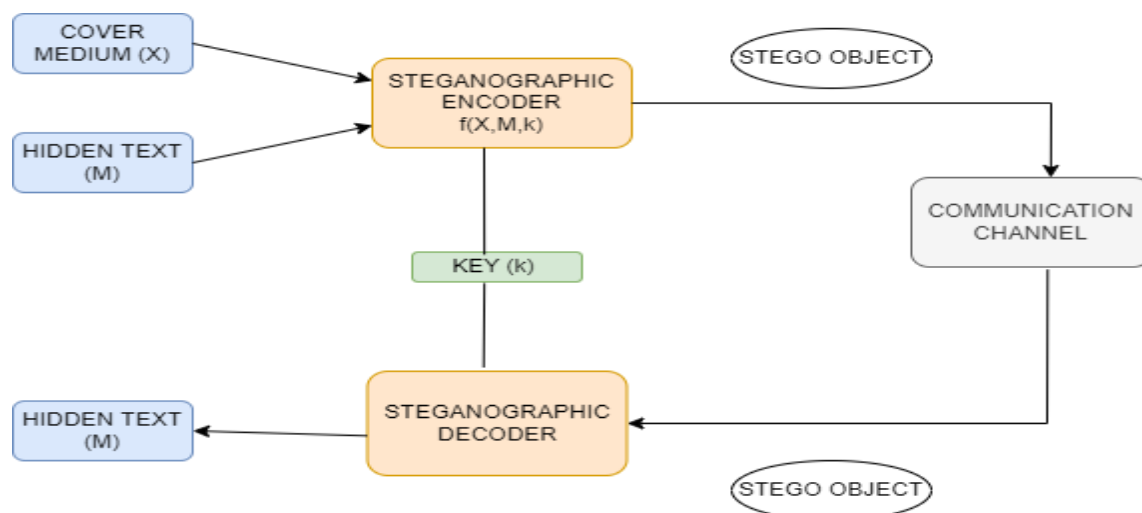 COVER
MEDIUM (X)
STEGANOGRAPHIC
ENCODER
f(X,M,k)
STEGO OBJECT
HIDDEN TEXT
(M)
COMMUNICATION
CHANNEL
KEY (k)
STEGANOGRAPHIC
DECODER
HIDDEN TEXT
(M)
STEGO OBJECT